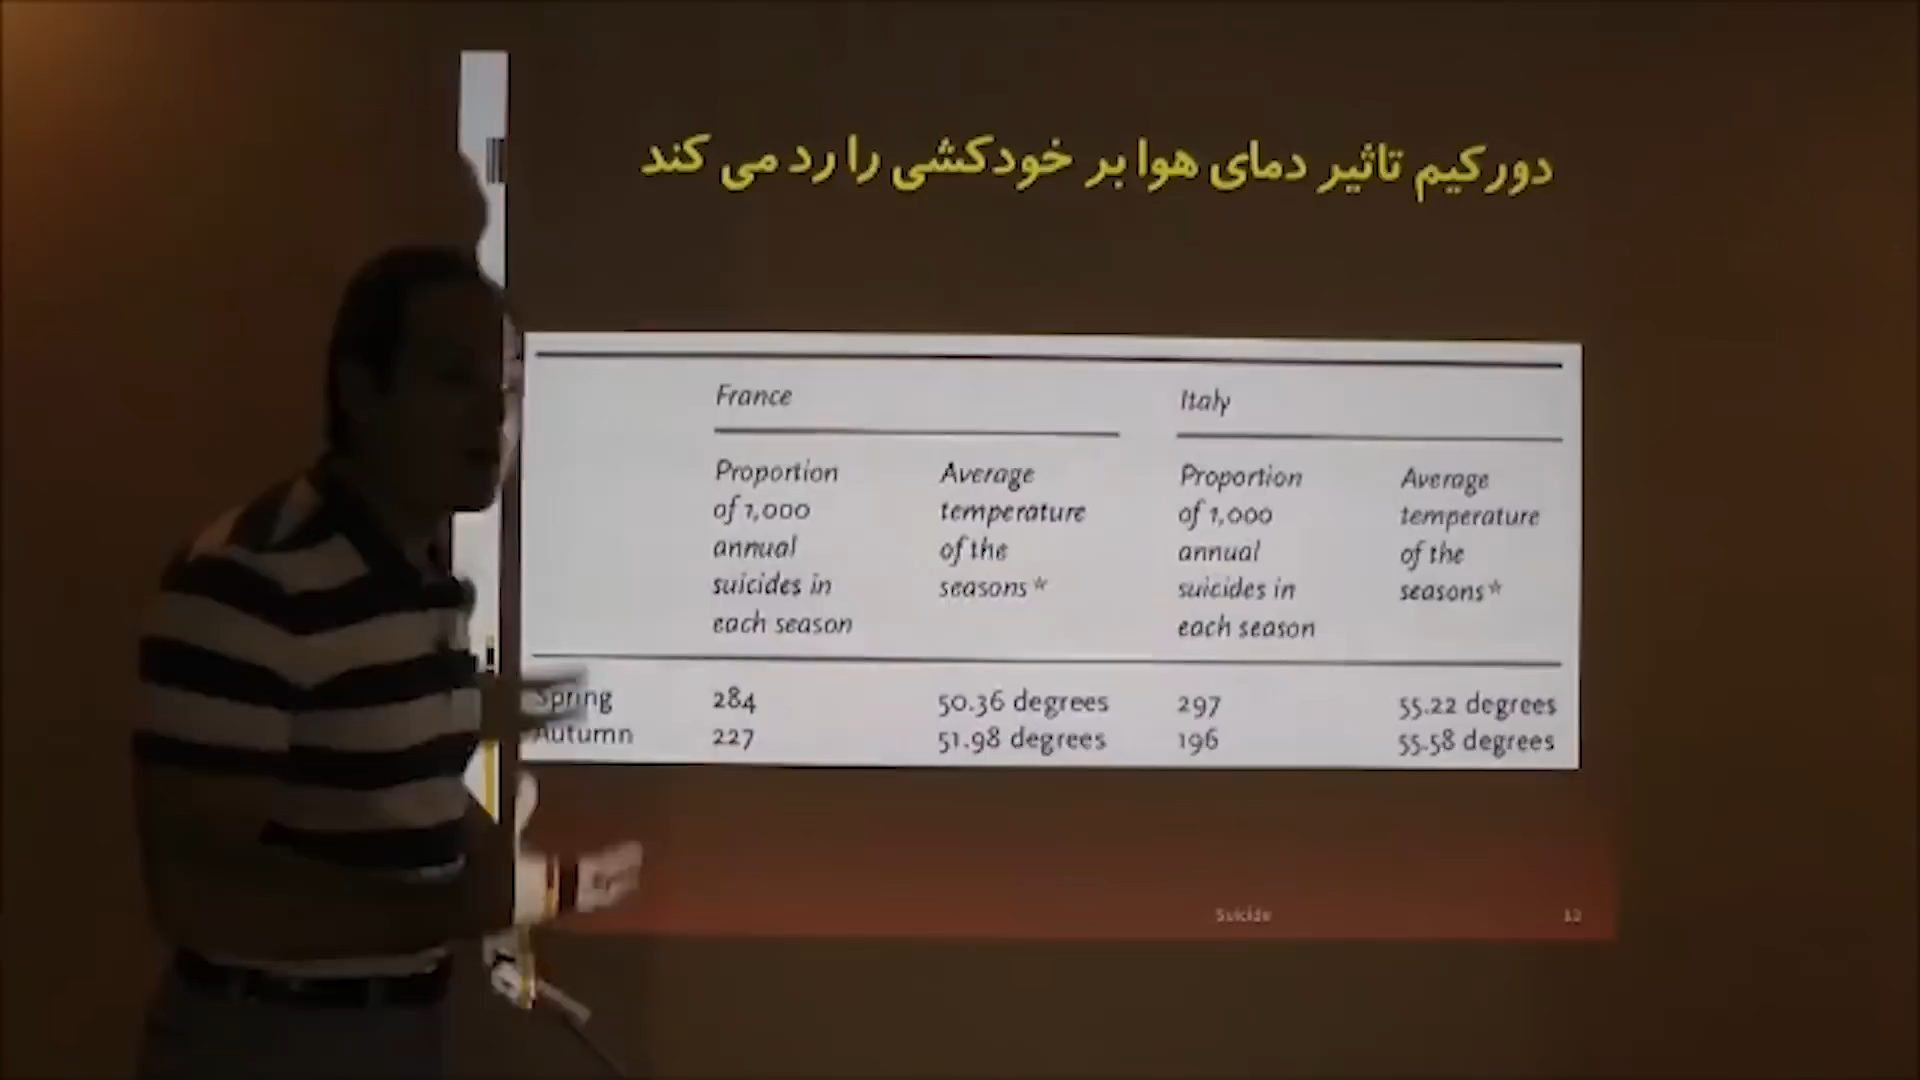 دورکیم تاثیر دمای هوا بر خودکشی را رد می کند
France Italy
Proportion of 1,000 annual suicides in each season
Average temperature of the seasons*
Proportion of 1,000 annual suicides in each season
Average temperature of the seasons*
Spring 284 50.36 degrees 297 55.22 degrees
Autumn 227 51.98 degrees 196 55.58 degrees
Suicide